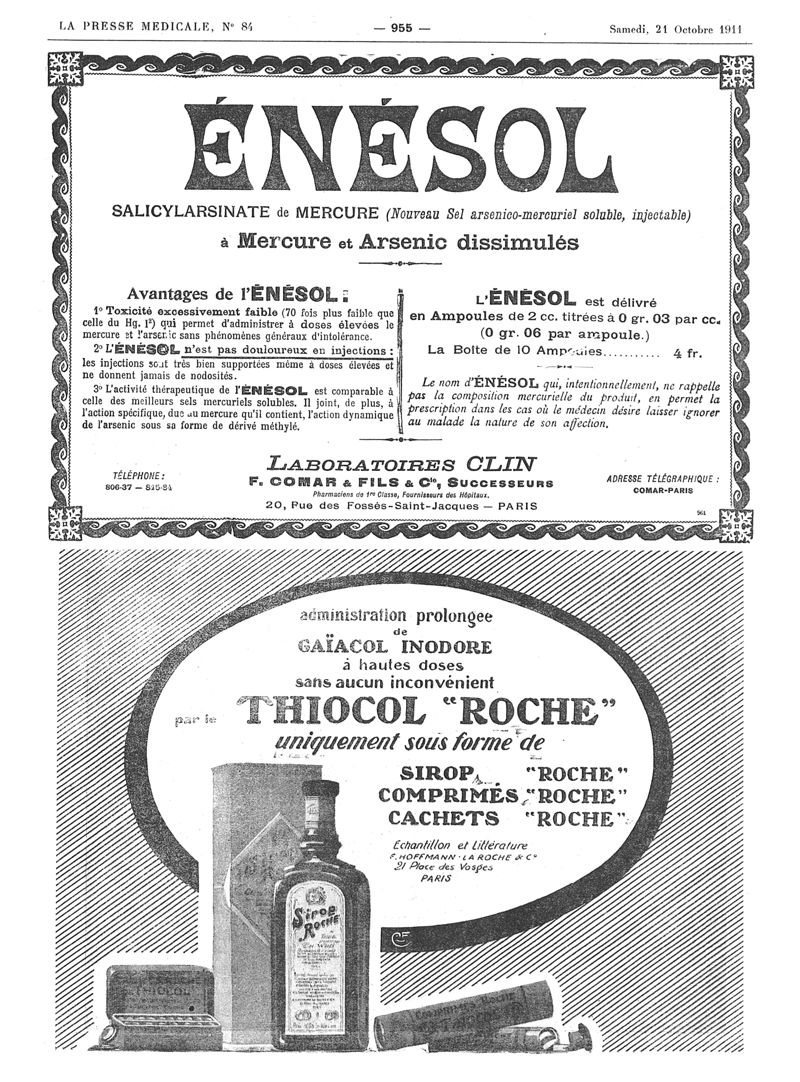 LA PRESSE MEDICALE, N° 84
— 955 —
Samedi, 21 Octobre 1911
ÉNÉSOL
SALICYLARSINATE de MERCURE (Nouveau Sel arsenico-mercuriel soluble, injectable)
à Mercure et Arsenic dissimulés
Avantages de l'ÉNÉSOL :
1° Toxicité excessivement faible (70 fois plus faible que
celle du Hg. I²) qui permet d'administrer à doses élevées le
mercure et l'arsenic sans phénomènes généraux d'intolérance.
2° L'ÉNÉSOL n'est pas douloureux en injections :
les injections sont très bien supportées même à doses élevées et
ne donnent jamais de nodosités.
3° L'activité thérapeutique de l'ÉNÉSOL est comparable à
celle des meilleurs sels mercuriels solubles. Il joint, de plus, à
l'action spécifique, due au mercure qu'il contient, l'action dynamique
de l'arsenic sous sa forme de dérivé méthylé.
L'ÉNÉSOL est délivré
en Ampoules de 2 cc. titrées à 0 gr. 03 par cc.
(0 gr. 06 par ampoule.)
La Boîte de 10 Ampoules........... 4 fr.
Le nom d'ÉNÉSOL qui, intentionnellement, ne rappelle
pas la composition mercurielle du produit, en permet la
prescription dans les cas où le médecin désire laisser ignorer
au malade la nature de son affection.
LABORATOIRES CLIN
F. COMAR & FILS & Cie, SUCCESSEURS
Pharmaciens de 1re Classe, Fournisseurs des Hôpitaux.
20, Rue des Fossés-Saint-Jacques — PARIS
TÉLÉPHONE :
806-37 —
ADRESSE TÉLÉGRAPHIQUE :
COMAR-PARIS
961
administration prolongée
de
GAÏACOL INODORE
à hautes doses
sans aucun inconvénient
par le THIOCOL "ROCHE"
uniquement sous forme de
SIROP "ROCHE"
COMPRIMÉS "ROCHE"
CACHETS "ROCHE"
Echantillon et Littérature
F. HOFFMANN-LA ROCHE & C°
21 Place des Vosges
PARIS
Sirop
ROCHE
THIOCOL
COMPRIMÉS ROCHE